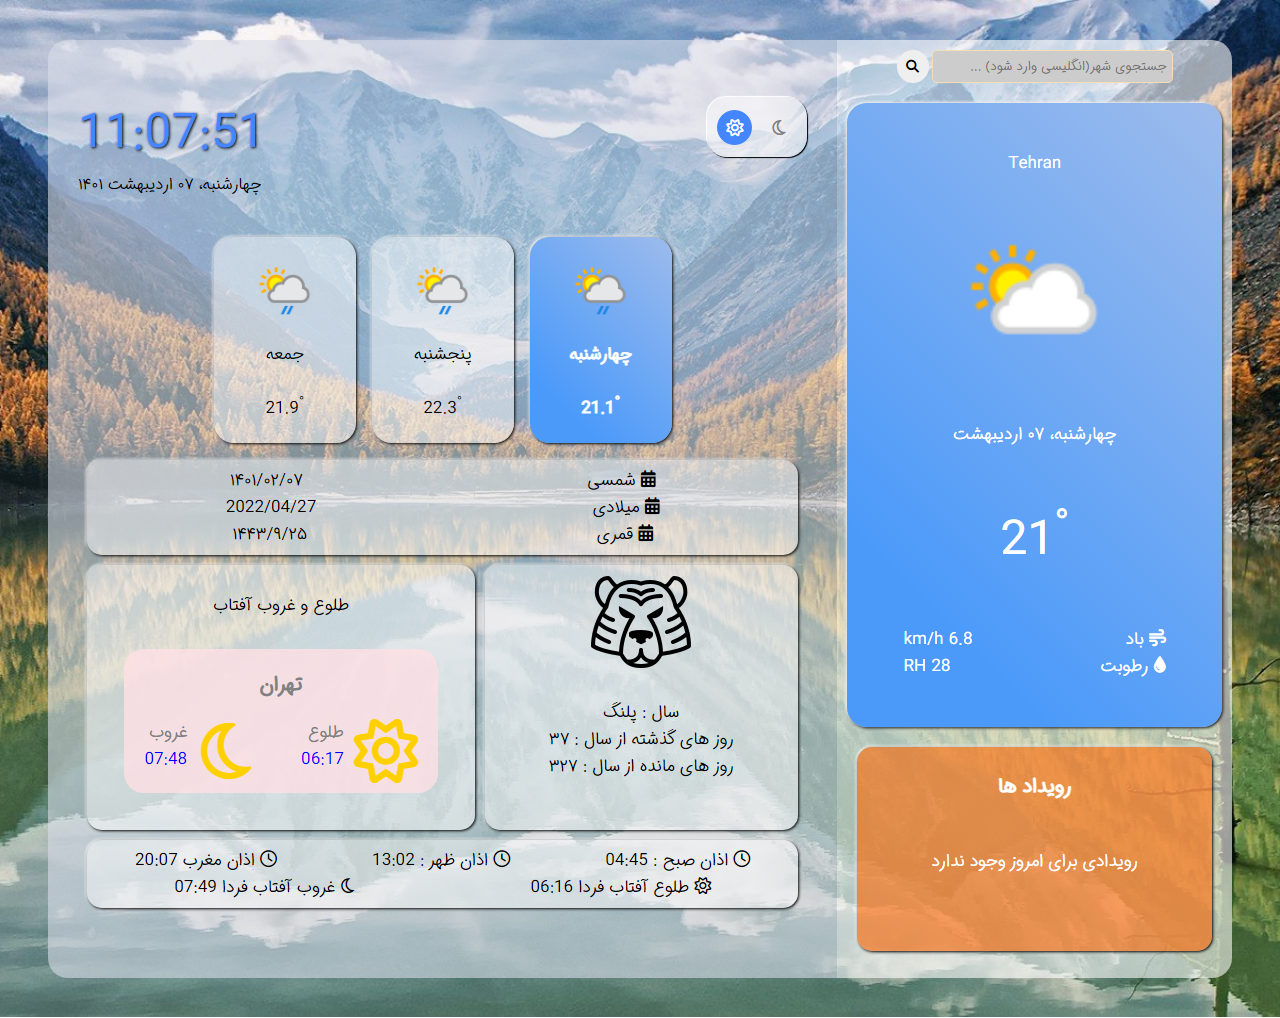 جستجوی شهر(انگلیسی وارد شود) ...
Tehran
چهارشنبه، ۰۷ اردیبهشت
21°
باد
6.8 km/h
رطوبت
28 RH
رویداد ها
رویدادی برای امروز وجود ندارد
11:07:51
چهارشنبه، ۰۷ اردیبهشت ۱۴۰۱
چهارشنبه
21.1°
پنجشنبه
22.3°
جمعه
21.9°
شمسی
۱۴۰۱/۰۲/۰۷
میلادی
2022/04/27
قمری
۱۴۴۳/۹/۲۵
سال : پلنگ
روز های گذشته از سال : ۳۷
روز های مانده از سال : ۳۲۷
طلوع و غروب آفتاب
تهران
طلوع
06:17
غروب
07:48
اذان صبح : 04:45
اذان ظهر : 13:02
اذان مغرب 20:07
طلوع آفتاب فردا 06:16
غروب آفتاب فردا 07:49